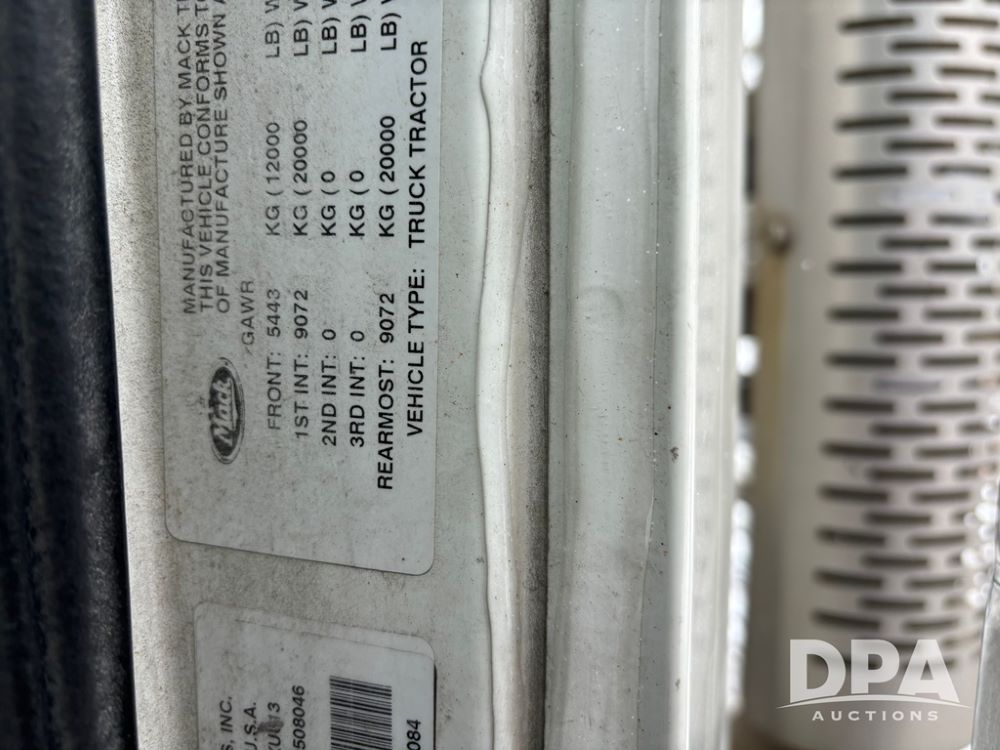 MANUFACTURED BY MACK
THIS VEHICLE CONFORMS
OF MANUFACTURE SHOWN
Mack
GAWR
FRONT: 5443 KG ( 12000 LB)
1ST INT: 9072 KG ( 20000 LB)
2ND INT: 0 KG ( 0 LB)
3RD INT: 0 KG ( 0 LB)
REARMOST: 9072 KG ( 20000 LB)
VEHICLE TYPE: TRUCK TRACTOR
INC.
U.S.A.
13
508046
084
DPA
AUCTIONS